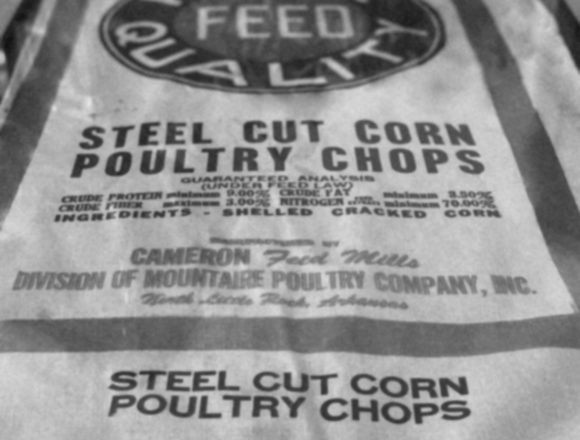 FEED
QUALITY
STEEL CUT CORN
POULTRY CHOPS
GUARANTEED ANALYSIS
(UNDER FEED LAW)
CRUDE PROTEIN minimum 9.00% CRUDE FAT minimum 3.50%
CRUDE FIBER maximum 3.00% NITROGEN minimum 70.00%
INGREDIENTS - SHELLED CRACKED CORN
MANUFACTURED BY
CAMERON Feed Mills
DIVISION OF MOUNTAIRE POULTRY COMPANY, INC.
North Little Rock, Arkansas
STEEL CUT CORN
POULTRY CHOPS